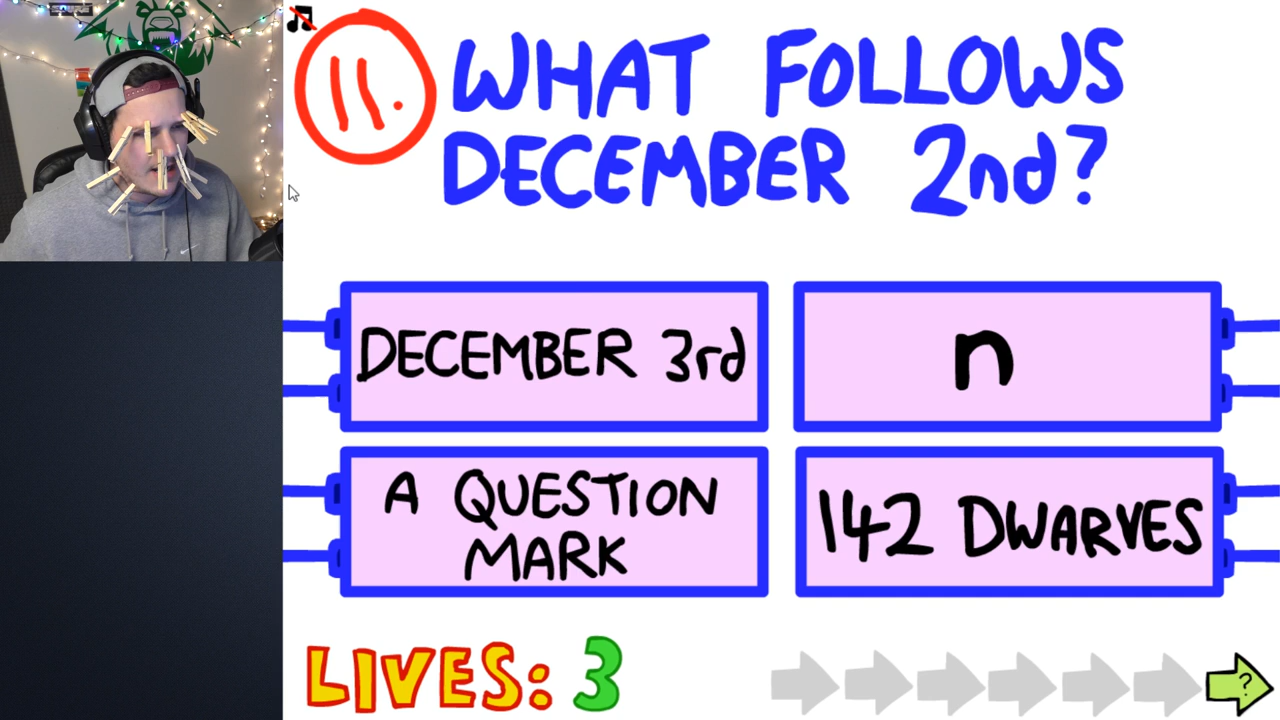 11.
WHAT FOLLOWS
DECEMBER 2nd?
DECEMBER 3rd
n
A QUESTION
MARK
142 DWARVES
LIVES: 3
?